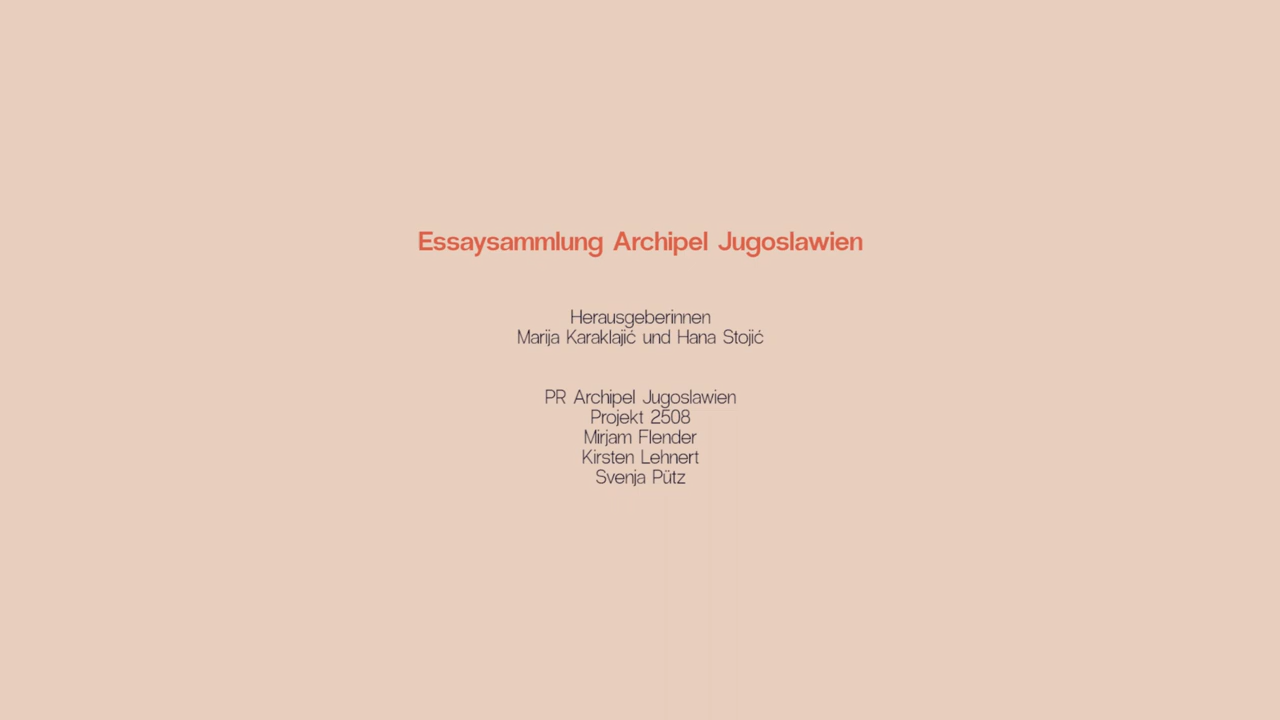 Essaysammlung Archipel Jugoslawien
Herausgeberinnen
Marija Karaklajić und Hana Stojić
PR Archipel Jugoslawien
Projekt 2508
Mirjam Flender
Kirsten Lehnert
Svenja Pütz